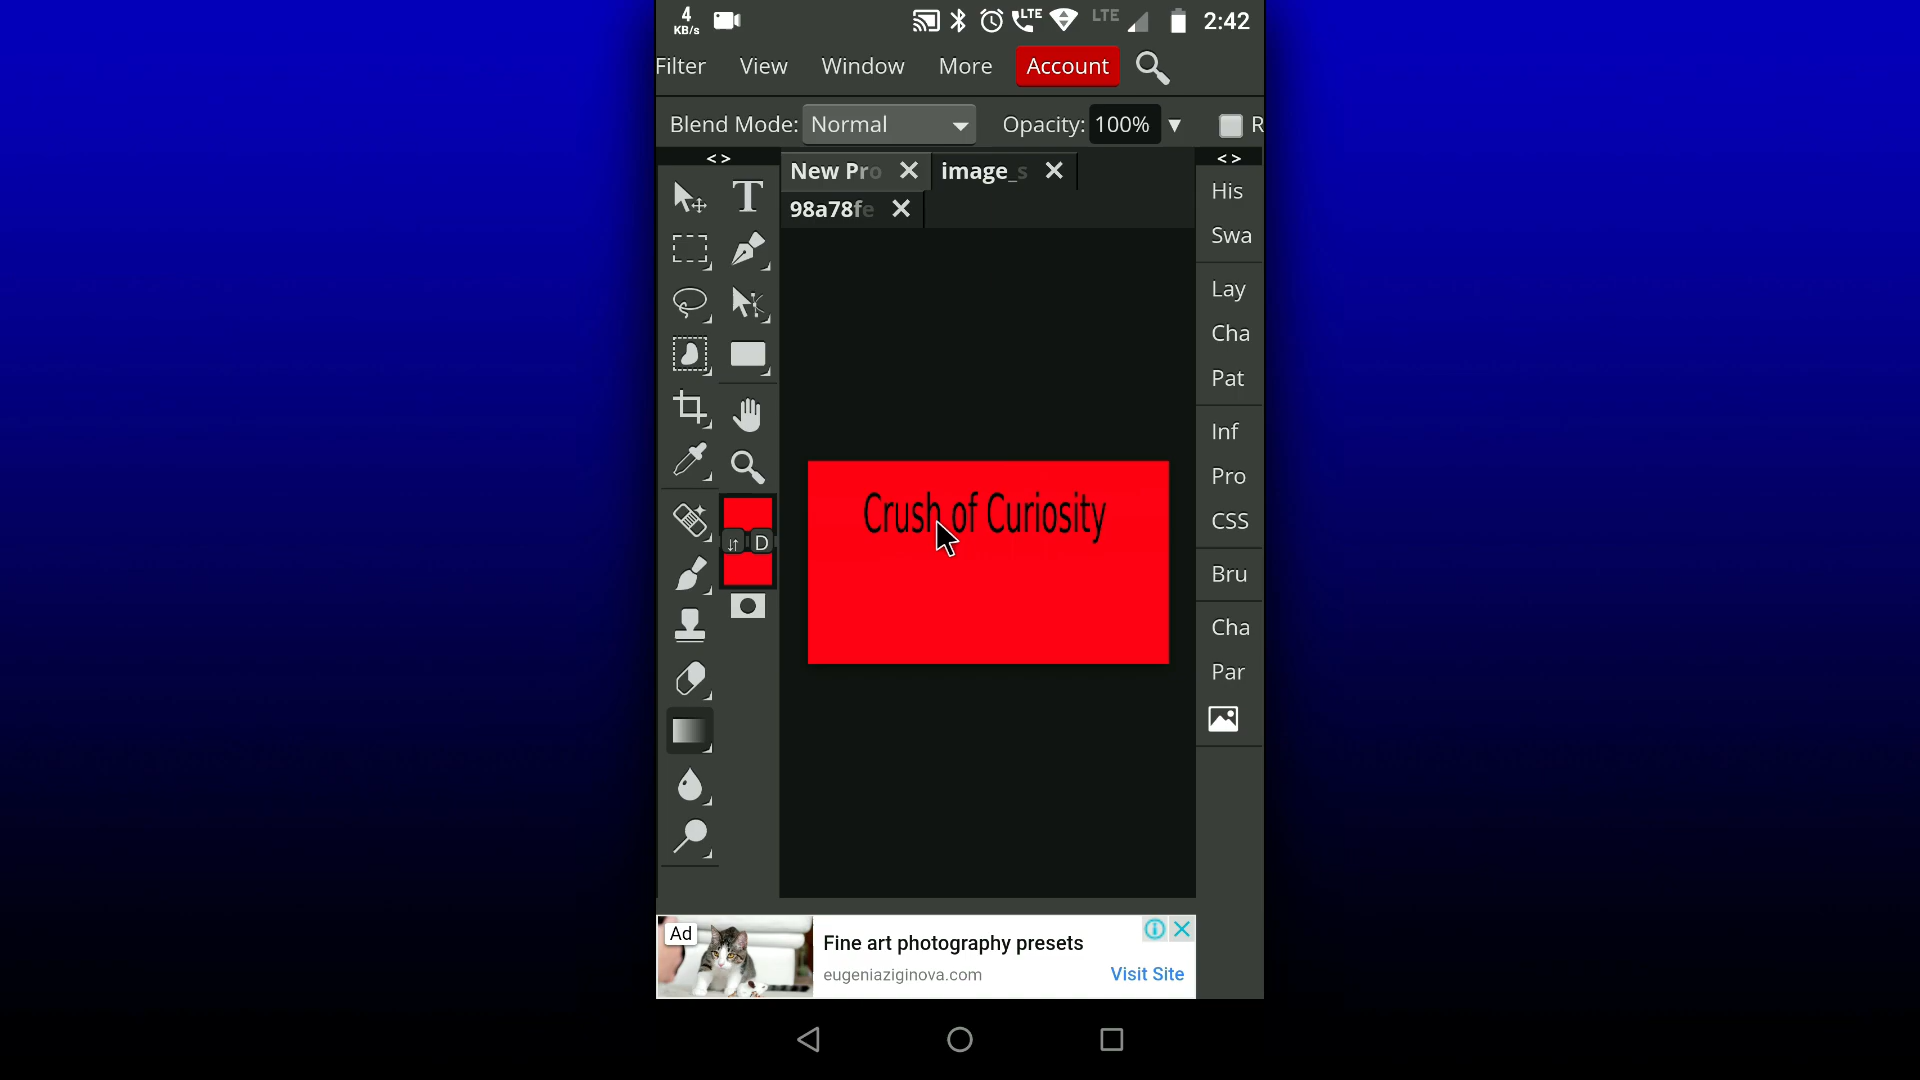 4
KB/s
LTE
LTE
2:42
Filter View Window More Account
Blend Mode: Normal Opacity: 100% R
< >
< >
New Pro
image_s
98a78fe
T
D
His
Swa
Lay
Cha
Pat
Inf
Pro
CSS
Bru
Cha
Par
Crush of Curiosity
Ad
Fine art photography presets
eugeniaziginova.com
Visit Site